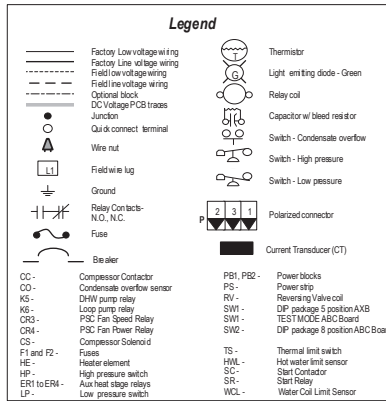 Legend
Factory Low voltage wiring
Factory Line voltage wiring
Field low voltage wiring
Field line voltage wiring
Optional block
DC Voltage PCB traces
Junction
Quick connect terminal
Wire nut
L1
Field wire lug
Ground
Relay Contacts-
N.O., N.C.
Fuse
Breaker
T
Thermistor
G
Light emitting diode - Green
Relay coil
Capacitor w/ bleed resistor
Switch - Condensate overflow
Switch - High pressure
Switch - Low pressure
P
2 3 1
Polarized connector
Current Transducer (CT)
CC - Compressor Contactor
CO - Condensate overflow sensor
K5 - DHW pump relay
K6 - Loop pump relay
CR3 - PSC Fan Speed Relay
CR4 - PSC Fan Power Relay
CS - Compressor Solenoid
F1 and F2 - Fuses
HE - Heater element
HP - High pressure switch
ER1 to ER4 - Aux heat stage relays
LP - Low pressure switch
PB1, PB2 - Power blocks
PS - Power strip
RV - Reversing Valve coil
SW1 - DIP package 5 position AXB
SW1 - TEST MODE ABC Board
SW2 - DIP package 8 position ABC Board
TS - Thermal limit switch
HWL - Hot water limit sensor
SC - Start Contactor
SR - Start Relay
WCL - Water Coil Limit Sensor